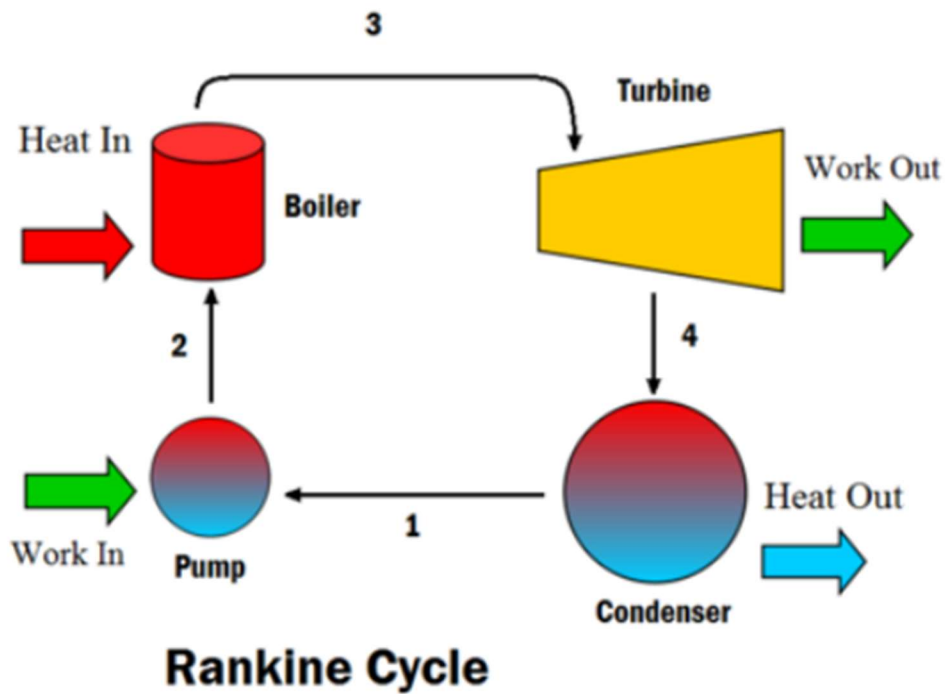 3
Turbine
Heat In
Work Out
Boiler
2
4
Heat Out
1
Work In
Pump
Condenser
Rankine Cycle